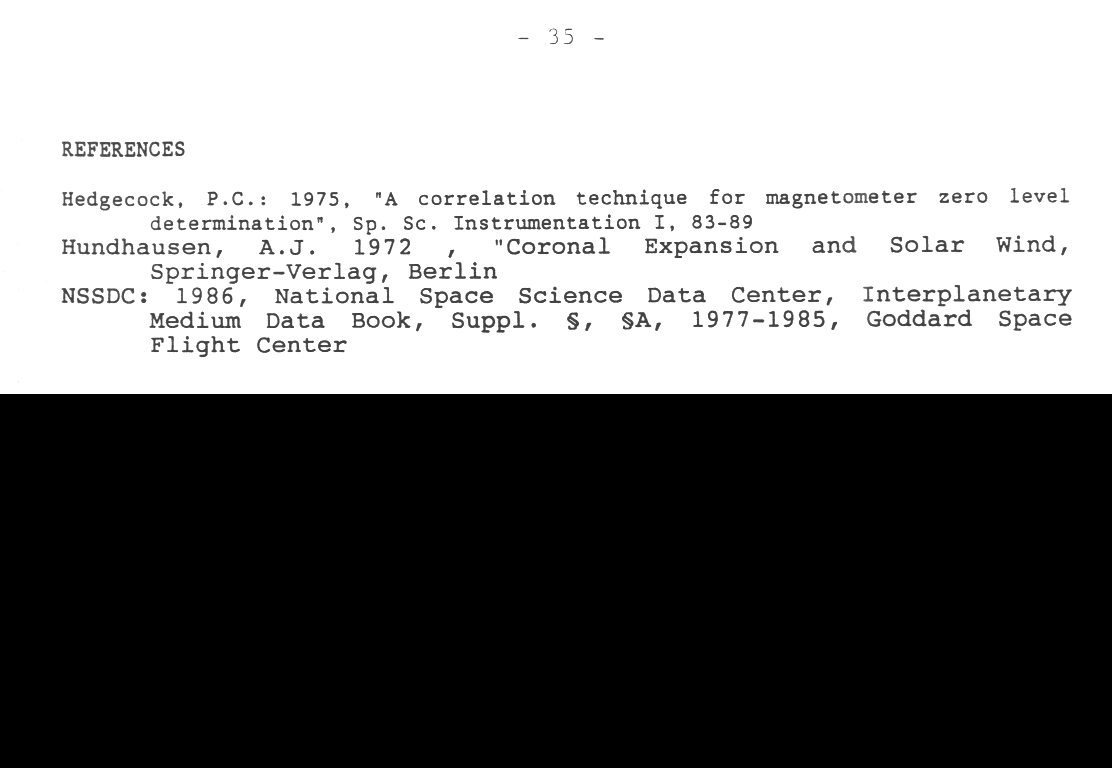 - 35 -
REFERENCES
Hedgecock, P.C.: 1975, "A correlation technique for magnetometer zero level
determination", Sp. Sc. Instrumentation I, 83-89
Hundhausen, A.J. 1972 , "Coronal Expansion and Solar Wind,
Springer-Verlag, Berlin
NSSDC: 1986, National Space Science Data Center, Interplanetary
Medium Data Book, Suppl. §, §A, 1977-1985, Goddard Space
Flight Center